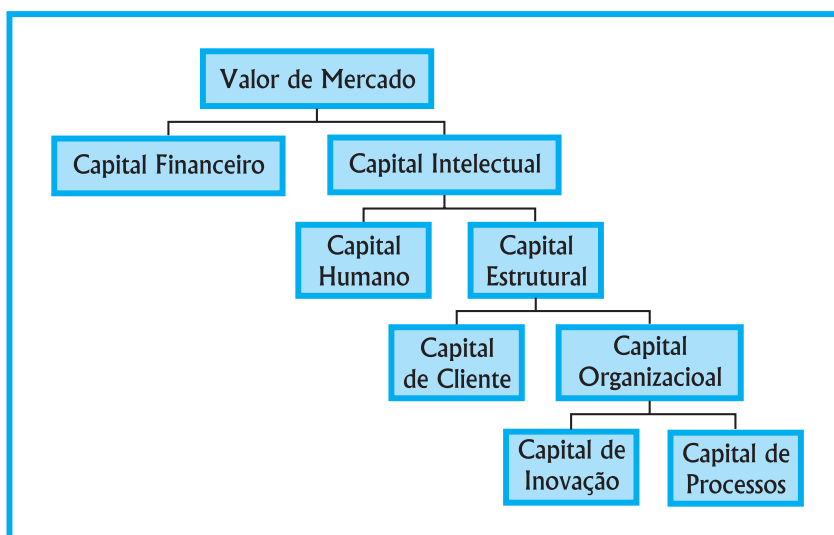 Valor de Mercado
Capital Financeiro
Capital Intelectual
Capital
Humano
Capital
Estrutural
Capital
de Cliente
Capital
Organizacioal
Capital de
Inovação
Capital de
Processos